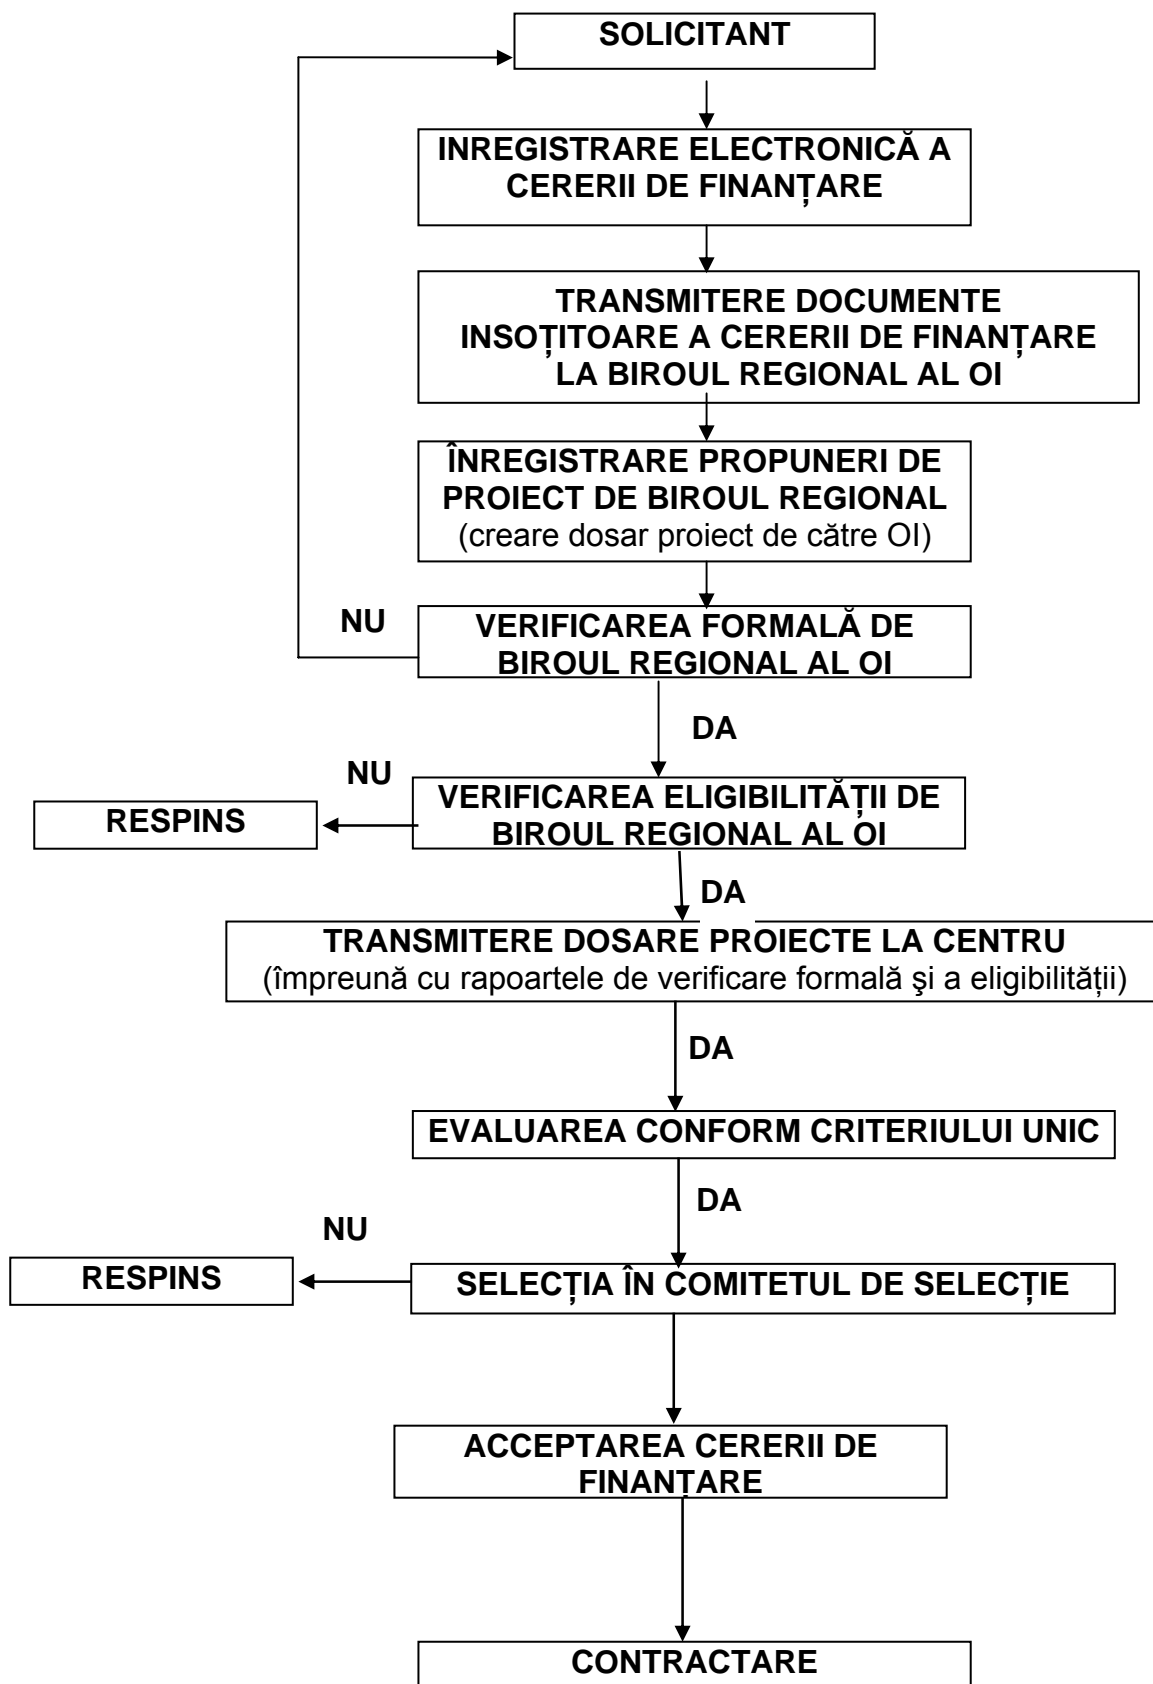 SOLICITANT
INREGISTRARE ELECTRONICĂ A
CERERII DE FINANȚARE
TRANSMITERE DOCUMENTE
INSOȚITOARE A CERERII DE FINANȚARE
LA BIROUL REGIONAL AL OI
ÎNREGISTRARE PROPUNERI DE
PROIECT DE BIROUL REGIONAL
(creare dosar proiect de către OI)
NU
VERIFICAREA FORMALĂ DE
BIROUL REGIONAL AL OI
DA
NU
VERIFICAREA ELIGIBILITĂȚII DE
BIROUL REGIONAL AL OI
RESPINS
DA
TRANSMITERE DOSARE PROIECTE LA CENTRU
(împreună cu rapoartele de verificare formală şi a eligibilității)
DA
EVALUAREA CONFORM CRITERIULUI UNIC
DA
NU
RESPINS
SELECȚIA ÎN COMITETUL DE SELECȚIE
ACCEPTAREA CERERII DE
FINANȚARE
CONTRACTARE